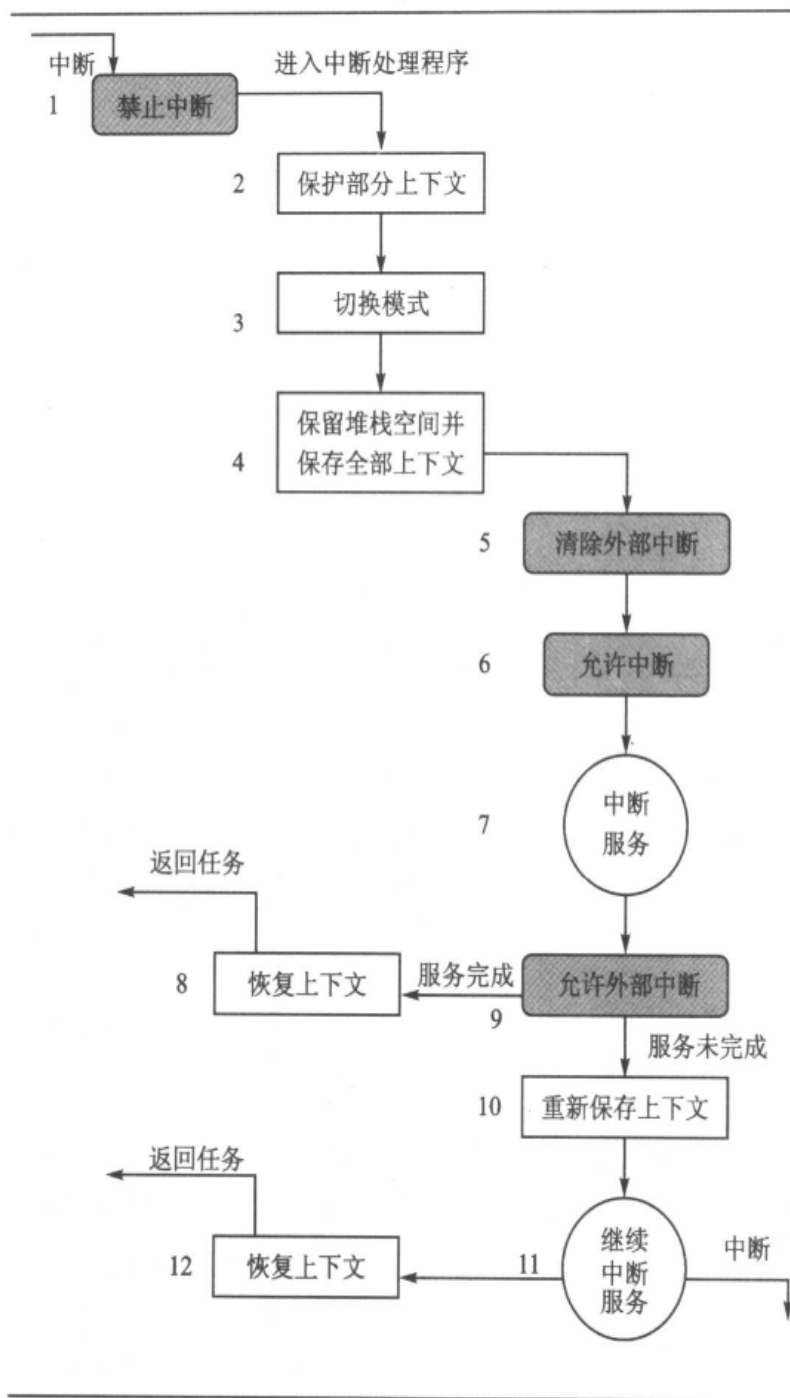 中断
进入中断处理程序
1
禁止中断
2
保护部分上下文
3
切换模式
4
保留堆栈空间并
保存全部上下文
5
清除外部中断
6
允许中断
7
中断
服务
返回任务
8
恢复上下文
服务完成
允许外部中断
9
服务未完成
10
重新保存上下文
返回任务
12
恢复上下文
11
继续
中断
服务
中断